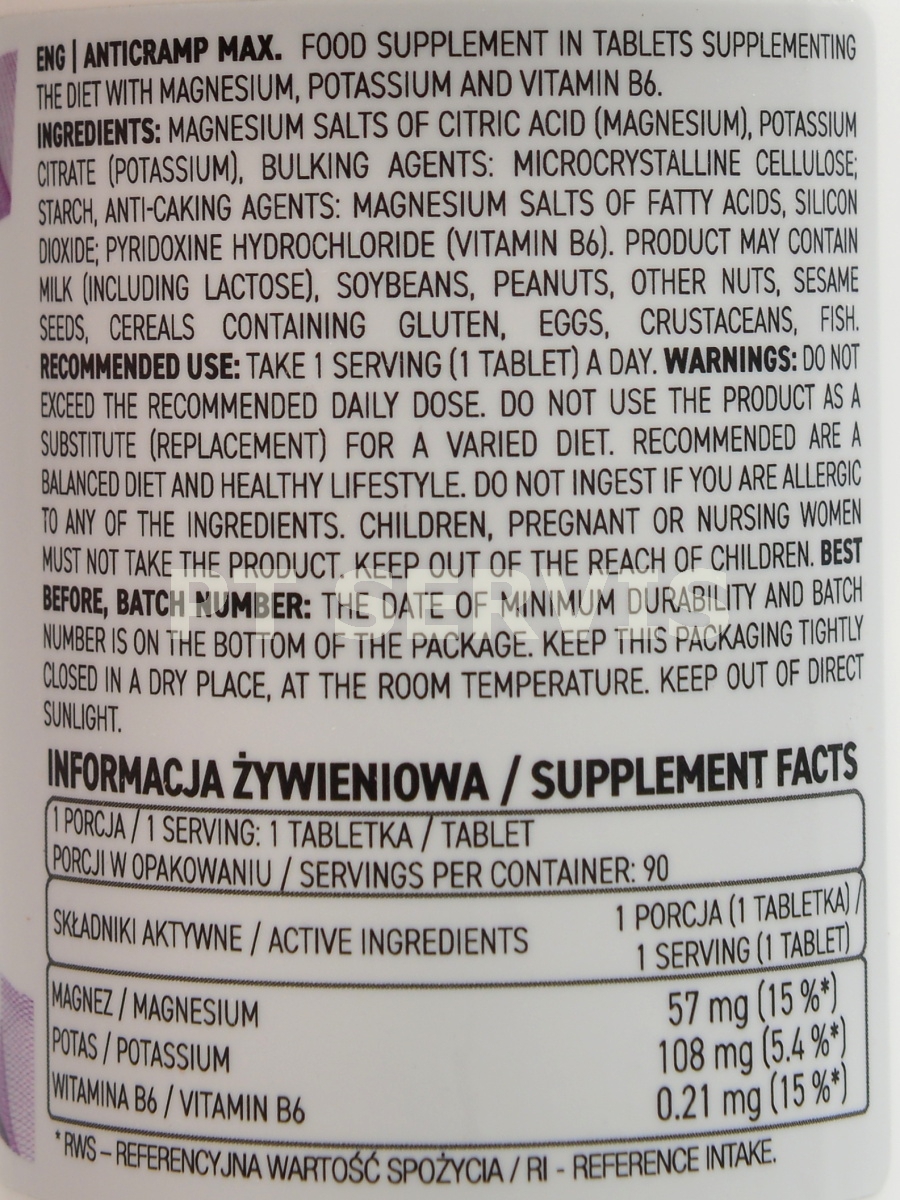 ENG | ANTICRAMP MAX. FOOD SUPPLEMENT IN TABLETS SUPPLEMENTING
THE DIET WITH MAGNESIUM, POTASSIUM AND VITAMIN B6.
INGREDIENTS: MAGNESIUM SALTS OF CITRIC ACID (MAGNESIUM), POTASSIUM
CITRATE (POTASSIUM), BULKING AGENTS: MICROCRYSTALLINE CELLULOSE;
STARCH, ANTI-CAKING AGENTS: MAGNESIUM SALTS OF FATTY ACIDS, SILICON
DIOXIDE; PYRIDOXINE HYDROCHLORIDE (VITAMIN B6). PRODUCT MAY CONTAIN
MILK (INCLUDING LACTOSE), SOYBEANS, PEANUTS, OTHER NUTS, SESAME
SEEDS, CEREALS CONTAINING GLUTEN, EGGS, CRUSTACEANS, FISH.
RECOMMENDED USE: TAKE 1 SERVING (1 TABLET) A DAY. WARNINGS: DO NOT
EXCEED THE RECOMMENDED DAILY DOSE. DO NOT USE THE PRODUCT AS A
SUBSTITUTE (REPLACEMENT) FOR A VARIED DIET. RECOMMENDED ARE A
BALANCED DIET AND HEALTHY LIFESTYLE. DO NOT INGEST IF YOU ARE ALLERGIC
TO ANY OF THE INGREDIENTS. CHILDREN, PREGNANT OR NURSING WOMEN
MUST NOT TAKE THE PRODUCT. KEEP OUT OF THE REACH OF CHILDREN. BEST
BEFORE, BATCH NUMBER: THE DATE OF MINIMUM DURABILITY AND BATCH
PT SERVIS
NUMBER IS ON THE BOTTOM OF THE PACKAGE. KEEP THIS PACKAGING TIGHTLY
CLOSED IN A DRY PLACE, AT THE ROOM TEMPERATURE. KEEP OUT OF DIRECT
SUNLIGHT.
INFORMACJA ŻYWIENIOWA / SUPPLEMENT FACTS
1 PORCJA / 1 SERVING: 1 TABLETKA / TABLET
PORCJI W OPAKOWANIU / SERVINGS PER CONTAINER: 90
SKŁADNIKI AKTYWNE / ACTIVE INGREDIENTS
1 PORCJA (1 TABLETKA) /
1 SERVING (1 TABLET)
MAGNEZ / MAGNESIUM 57 mg (15 %*)
POTAS / POTASSIUM 108 mg (5.4 %*)
WITAMINA B6 / VITAMIN B6 0.21 mg (15 %*)
*RWS – REFERENCYJNA WARTOŚĆ SPOŻYCIA / RI - REFERENCE INTAKE.